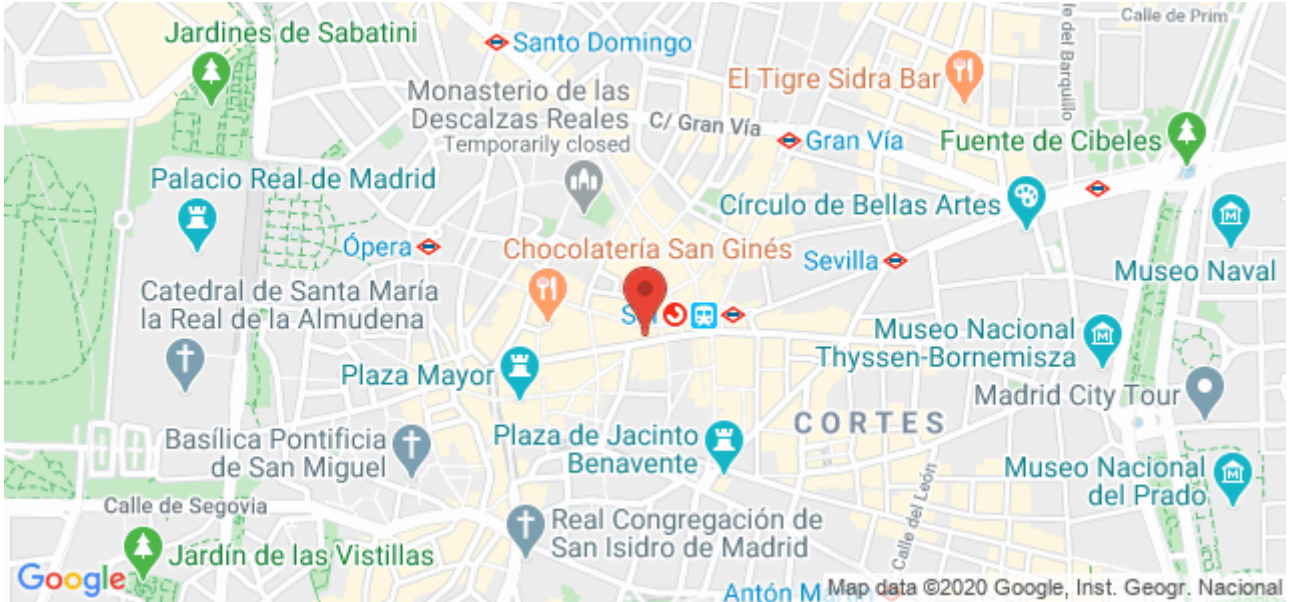 Calle de Prim
Jardines de Sabatini
Santo Domingo
El Tigre Sidra Bar
e del Barquillo
Monasterio de las
Descalzas Reales
Temporarily closed
C/ Gran Vía
Gran Vía
Fuente de Cibeles
Palacio Real de Madrid
Círculo de Bellas Artes
Ópera
Chocolatería San Ginés
Sevilla
Museo Naval
Catedral de Santa María
la Real de la Almudena
Museo Nacional
Thyssen-Bornemisza
Plaza Mayor
Madrid City Tour
CORTES
Basílica Pontificia
de San Miguel
Plaza de Jacinto
Benavente
Museo Nacional
del Prado
Calle del León
Calle de Segovia
Real Congregación de
San Isidro de Madrid
Jardín de las Vistillas
Google
Antón
Map data ©2020 Google, Inst. Geogr. Nacional